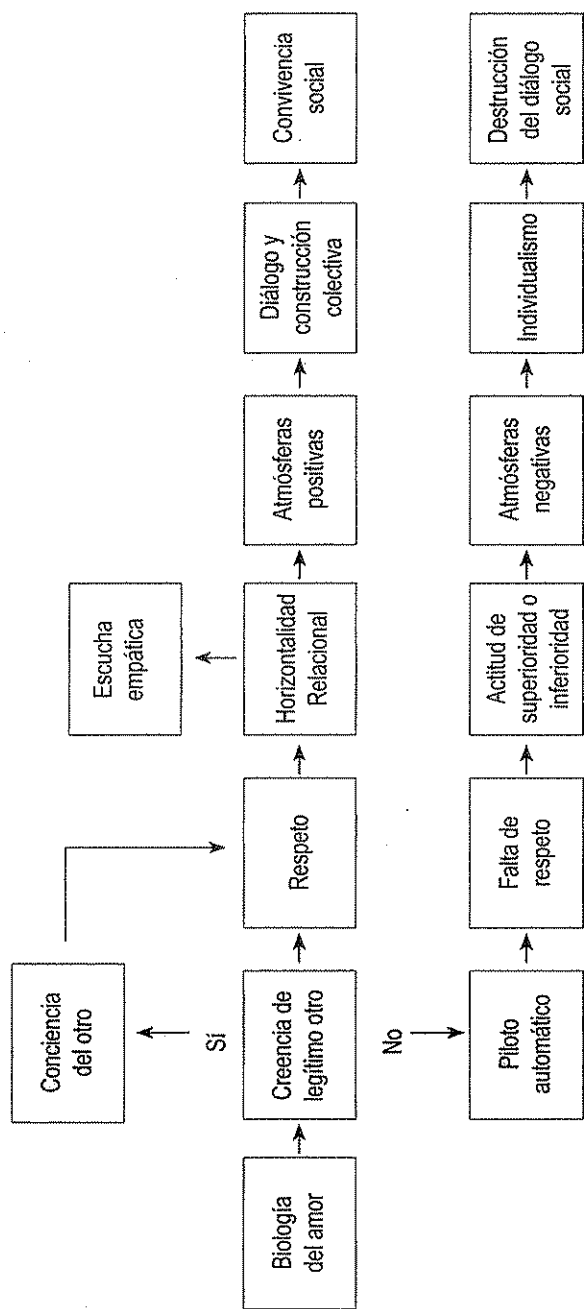 Conciencia
del otro
Escucha
empática
Sí
Biología
del amor
Creencia de
legítimo otro
Respeto
Horizontalidad
Relacional
Atmósferas
positivas
Diálogo y
construcción
colectiva
Convivencia
social
No
Piloto
automático
Falta de
respeto
Actitud de
superioridad o
inferioridad
Atmósferas
negativas
Individualismo
Destrucción
del diálogo
social